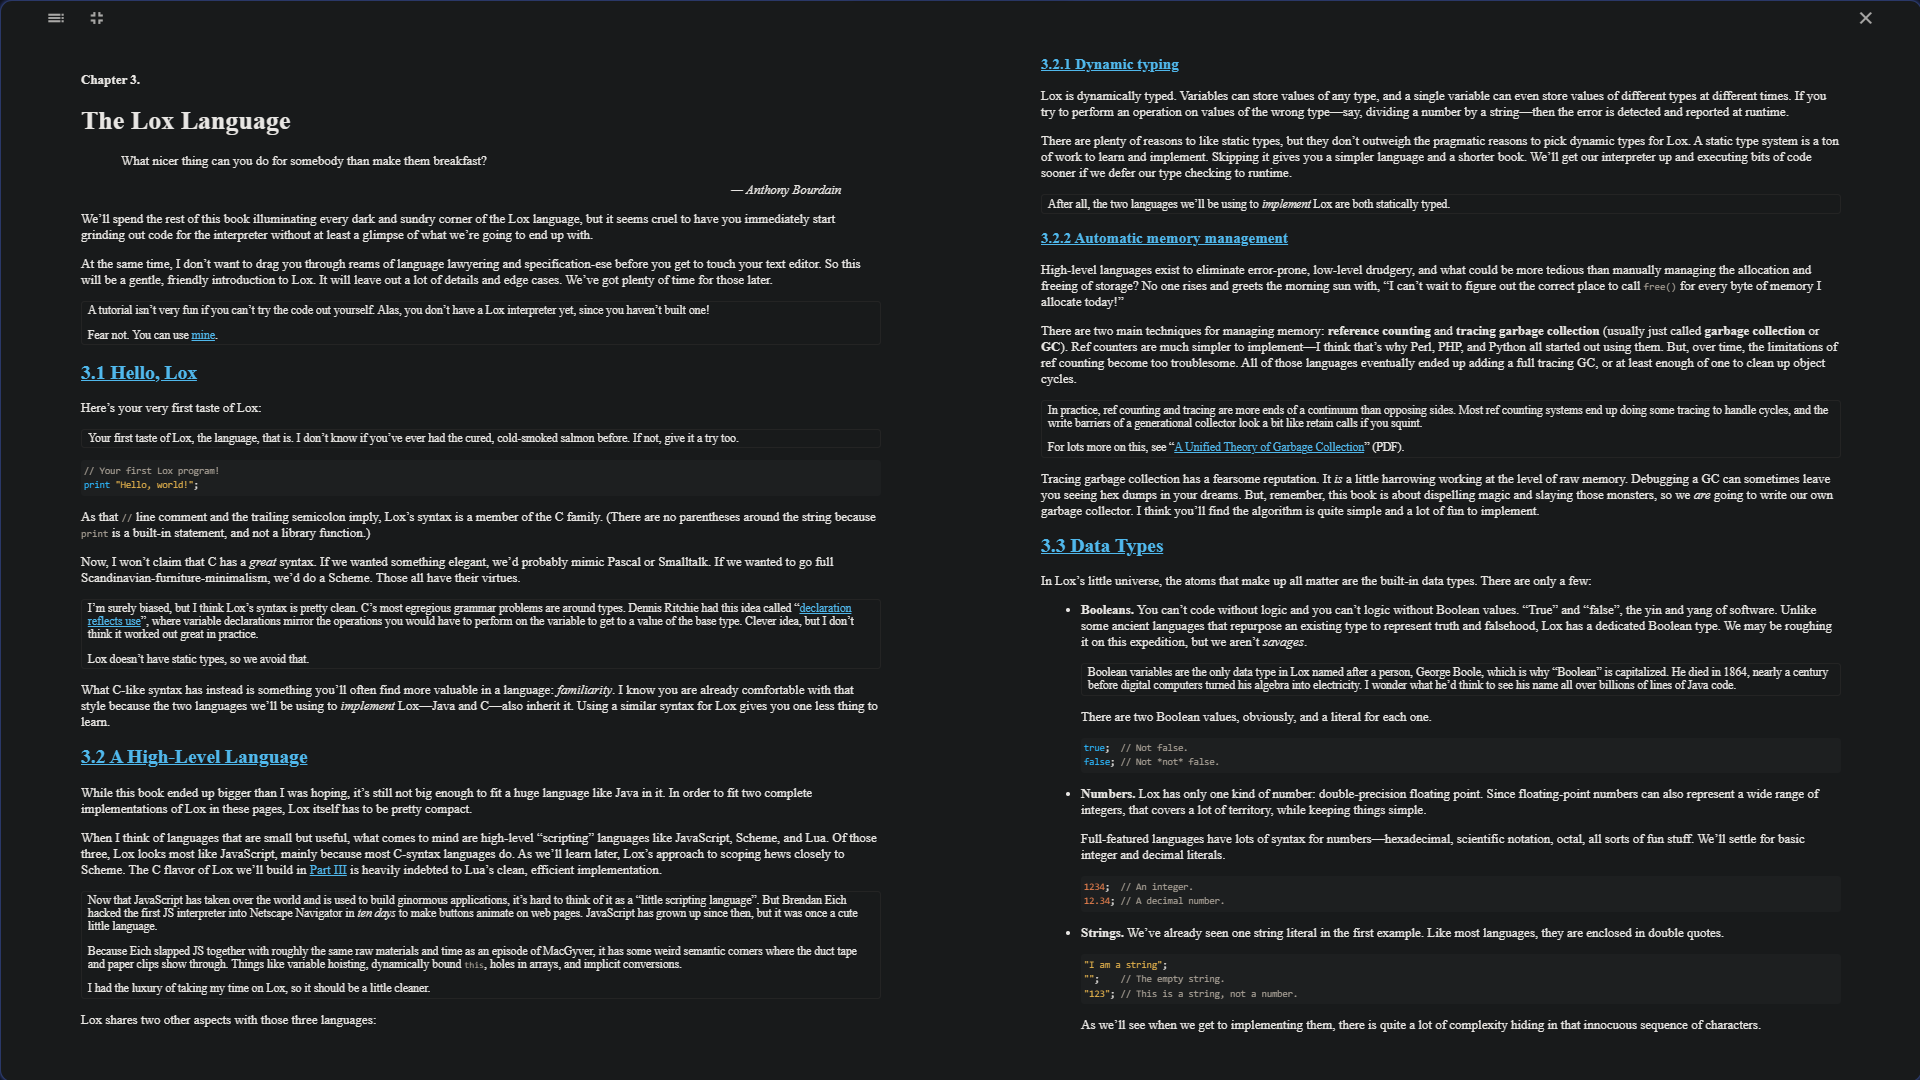 Chapter 3.
The Lox Language
What nicer thing can you do for somebody than make them breakfast?
— Anthony Bourdain
We’ll spend the rest of this book illuminating every dark and sundry corner of the Lox language, but it seems cruel to have you immediately start
grinding out code for the interpreter without at least a glimpse of what we’re going to end up with.
At the same time, I don’t want to drag you through reams of language lawyering and specification-ese before you get to touch your text editor. So this
will be a gentle, friendly introduction to Lox. It will leave out a lot of details and edge cases. We’ve got plenty of time for those later.
A tutorial isn’t very fun if you can’t try the code out yourself. Alas, you don’t have a Lox interpreter yet, since you haven’t built one!
Fear not. You can use mine.
3.1 Hello, Lox
Here’s your very first taste of Lox:
Your first taste of Lox, the language, that is. I don’t know if you’ve ever had the cured, cold-smoked salmon before. If not, give it a try too.
// Your first Lox program!
print "Hello, world!";
As that // line comment and the trailing semicolon imply, Lox’s syntax is a member of the C family. (There are no parentheses around the string because
print is a built-in statement, and not a library function.)
Now, I won’t claim that C has a great syntax. If we wanted something elegant, we’d probably mimic Pascal or Smalltalk. If we wanted to go full
Scandinavian-furniture-minimalism, we’d do a Scheme. Those all have their virtues.
I’m surely biased, but I think Lox’s syntax is pretty clean. C’s most egregious grammar problems are around types. Dennis Ritchie had this idea called “declaration
reflects use”, where variable declarations mirror the operations you would have to perform on the variable to get to a value of the base type. Clever idea, but I don’t
think it worked out great in practice.
Lox doesn’t have static types, so we avoid that.
What C-like syntax has instead is something you’ll often find more valuable in a language: familiarity. I know you are already comfortable with that
style because the two languages we’ll be using to implement Lox—Java and C—also inherit it. Using a similar syntax for Lox gives you one less thing to
learn.
3.2 A High-Level Language
While this book ended up bigger than I was hoping, it’s still not big enough to fit a huge language like Java in it. In order to fit two complete
implementations of Lox in these pages, Lox itself has to be pretty compact.
When I think of languages that are small but useful, what comes to mind are high-level “scripting” languages like JavaScript, Scheme, and Lua. Of those
three, Lox looks most like JavaScript, mainly because most C-syntax languages do. As we’ll learn later, Lox’s approach to scoping hews closely to
Scheme. The C flavor of Lox we’ll build in Part III is heavily indebted to Lua’s clean, efficient implementation.
Now that JavaScript has taken over the world and is used to build ginormous applications, it’s hard to think of it as a “little scripting language”. But Brendan Eich
hacked the first JS interpreter into Netscape Navigator in ten days to make buttons animate on web pages. JavaScript has grown up since then, but it was once a cute
little language.
Because Eich slapped JS together with roughly the same raw materials and time as an episode of MacGyver, it has some weird semantic corners where the duct tape
and paper clips show through. Things like variable hoisting, dynamically bound this, holes in arrays, and implicit conversions.
I had the luxury of taking my time on Lox, so it should be a little cleaner.
Lox shares two other aspects with those three languages:
3.2.1 Dynamic typing
Lox is dynamically typed. Variables can store values of any type, and a single variable can even store values of different types at different times. If you
try to perform an operation on values of the wrong type—say, dividing a number by a string—then the error is detected and reported at runtime.
There are plenty of reasons to like static types, but they don’t outweigh the pragmatic reasons to pick dynamic types for Lox. A static type system is a ton
of work to learn and implement. Skipping it gives you a simpler language and a shorter book. We’ll get our interpreter up and executing bits of code
sooner if we defer our type checking to runtime.
After all, the two languages we’ll be using to implement Lox are both statically typed.
3.2.2 Automatic memory management
High-level languages exist to eliminate error-prone, low-level drudgery, and what could be more tedious than manually managing the allocation and
freeing of storage? No one rises and greets the morning sun with, “I can’t wait to figure out the correct place to call free() for every byte of memory I
allocate today!”
There are two main techniques for managing memory: reference counting and tracing garbage collection (usually just called garbage collection or
GC). Ref counters are much simpler to implement—I think that’s why Perl, PHP, and Python all started out using them. But, over time, the limitations of
ref counting become too troublesome. All of those languages eventually ended up adding a full tracing GC, or at least enough of one to clean up object
cycles.
In practice, ref counting and tracing are more ends of a continuum than opposing sides. Most ref counting systems end up doing some tracing to handle cycles, and the
write barriers of a generational collector look a bit like retain calls if you squint.
For lots more on this, see “A Unified Theory of Garbage Collection” (PDF).
Tracing garbage collection has a fearsome reputation. It is a little harrowing working at the level of raw memory. Debugging a GC can sometimes leave
you seeing hex dumps in your dreams. But, remember, this book is about dispelling magic and slaying those monsters, so we are going to write our own
garbage collector. I think you’ll find the algorithm is quite simple and a lot of fun to implement.
3.3 Data Types
In Lox’s little universe, the atoms that make up all matter are the built-in data types. There are only a few:
• Booleans. You can’t code without logic and you can’t logic without Boolean values. “True” and “false”, the yin and yang of software. Unlike
some ancient languages that repurpose an existing type to represent truth and falsehood, Lox has a dedicated Boolean type. We may be roughing
it on this expedition, but we aren’t savages.
Boolean variables are the only data type in Lox named after a person, George Boole, which is why “Boolean” is capitalized. He died in 1864, nearly a century
before digital computers turned his algebra into electricity. I wonder what he’d think to see his name all over billions of lines of Java code.
There are two Boolean values, obviously, and a literal for each one.
true;  // Not false.
false; // Not *not* false.
• Numbers. Lox has only one kind of number: double-precision floating point. Since floating-point numbers can also represent a wide range of
integers, that covers a lot of territory, while keeping things simple.
Full-featured languages have lots of syntax for numbers—hexadecimal, scientific notation, octal, all sorts of fun stuff. We’ll settle for basic
integer and decimal literals.
1234;  // An integer.
12.34; // A decimal number.
• Strings. We’ve already seen one string literal in the first example. Like most languages, they are enclosed in double quotes.
"I am a string";
"";    // The empty string.
"123"; // This is a string, not a number.
As we’ll see when we get to implementing them, there is quite a lot of complexity hiding in that innocuous sequence of characters.